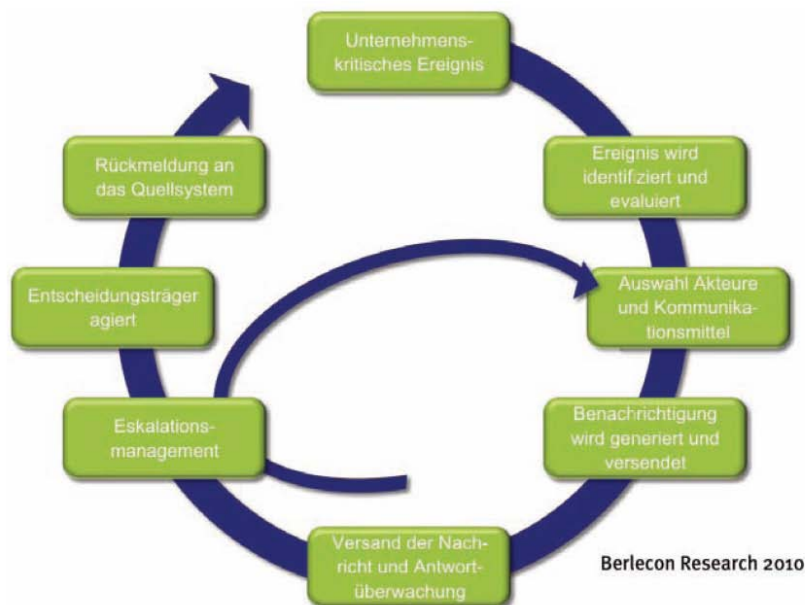 Unternehmens-
kritisches Ereignis
Ereignis wird
identifiziert und
evaluiert
Auswahl Akteure
und Kommunika-
tionsmittel
Benachrichtigung
wird generiert und
versendet
Versand der Nach-
richt und Antwort-
überwachung
Eskalations-
management
Entscheidungsträger
agiert
Rückmeldung an
das Quellsystem
Berlecon Research 2010